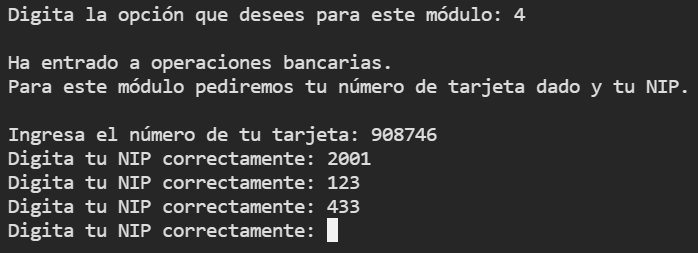 Digita la opción que desees para este módulo: 4
Ha entrado a operaciones bancarias.
Para este módulo pediremos tu número de tarjeta dado y tu NIP.
Ingresa el número de tu tarjeta: 908746
Digita tu NIP correctamente: 2001
Digita tu NIP correctamente: 123
Digita tu NIP correctamente: 433
Digita tu NIP correctamente: